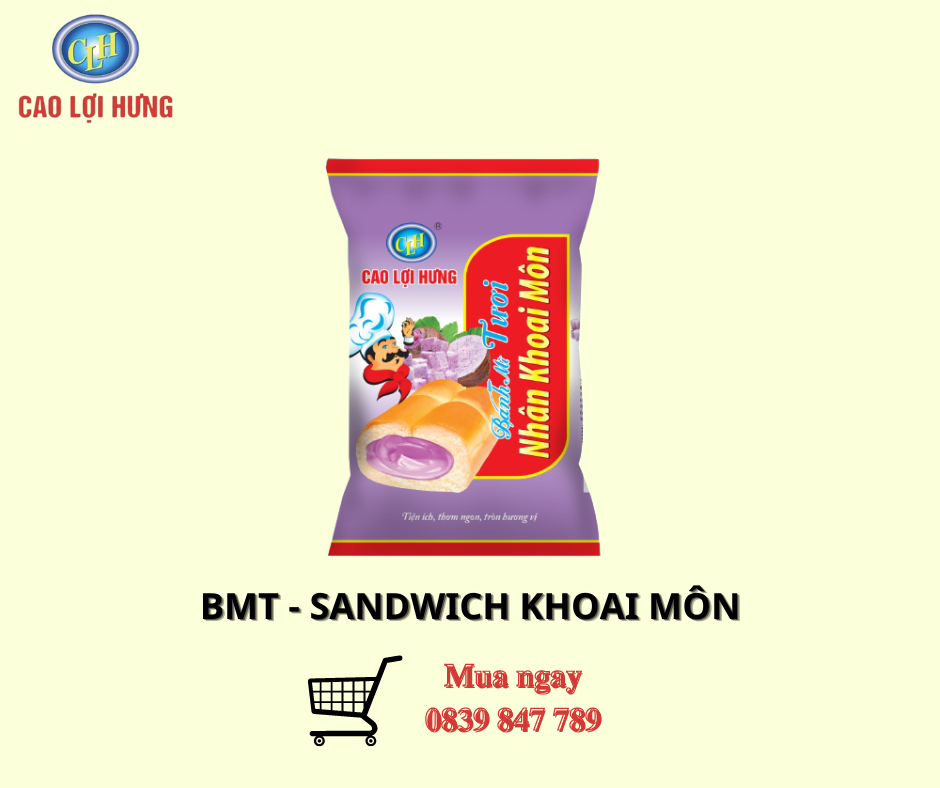 CLH
CAO LỢI HƯNG
CLH ®
CAO LỢI HƯNG
Bánh Mì Tươi
Nhân Khoai Môn
Tiện ích, thơm ngon, tròn hương vị
BMT - SANDWICH KHOAI MÔN
Mua ngay
0839 847 789